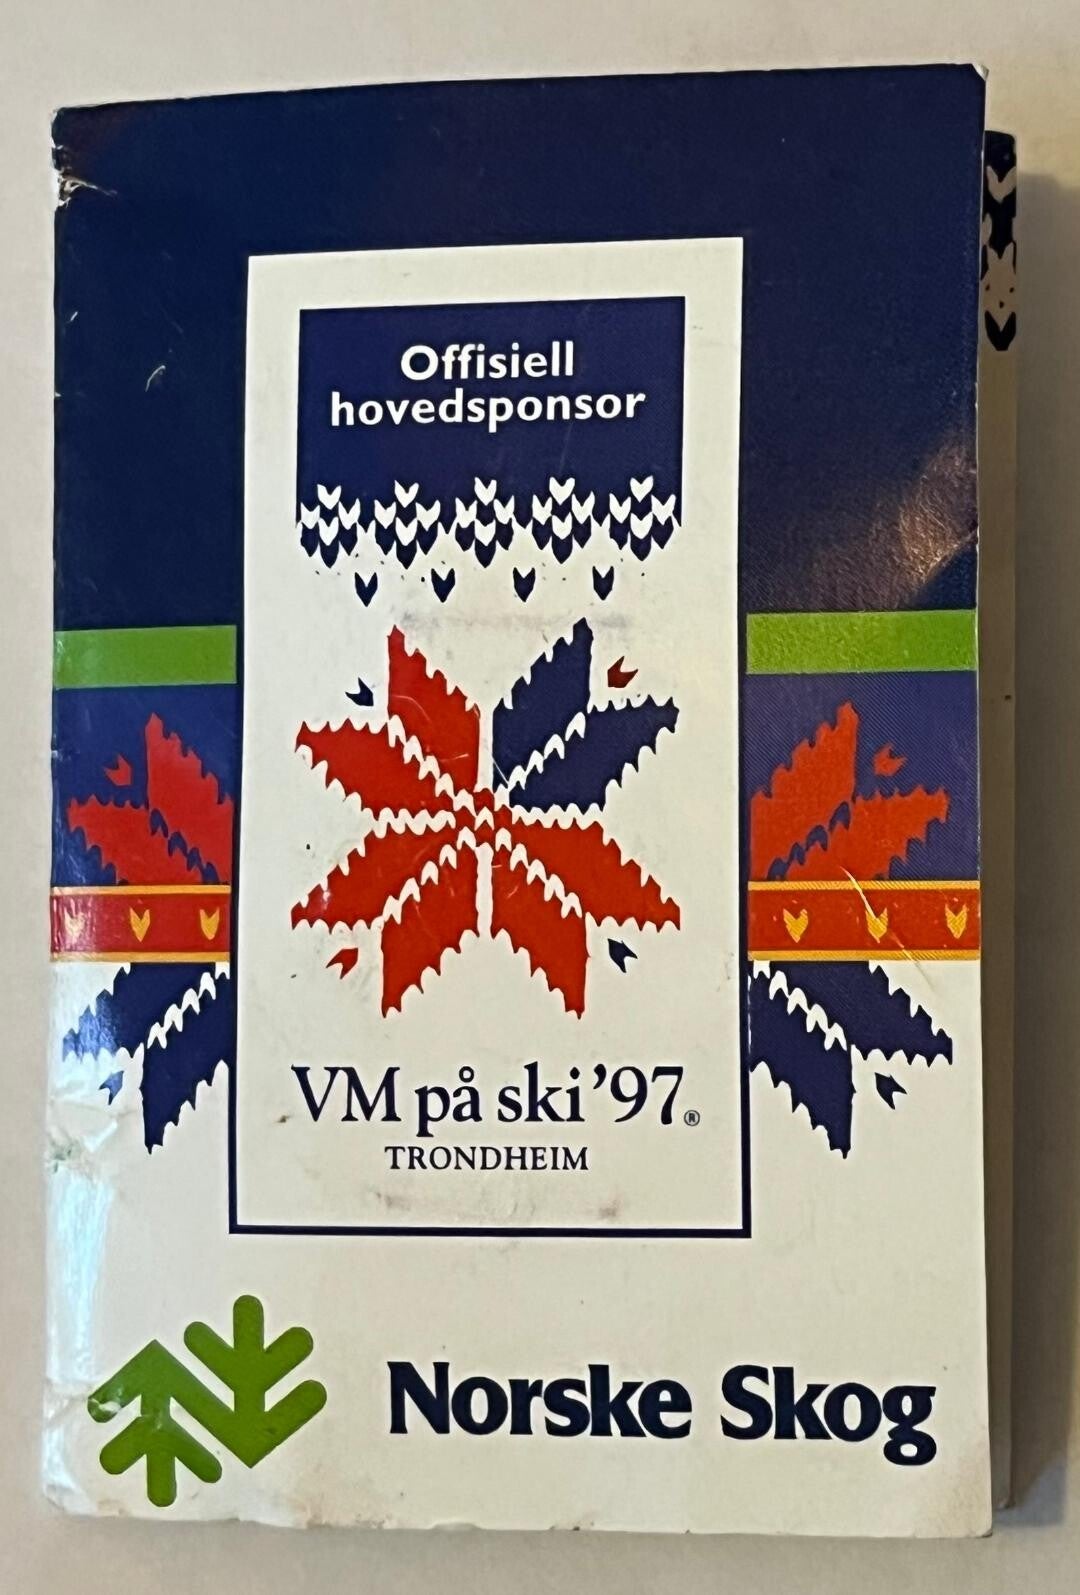 Offisiell
hovedsponsor
VM på ski '97®
TRONDHEIM
Norske Skog